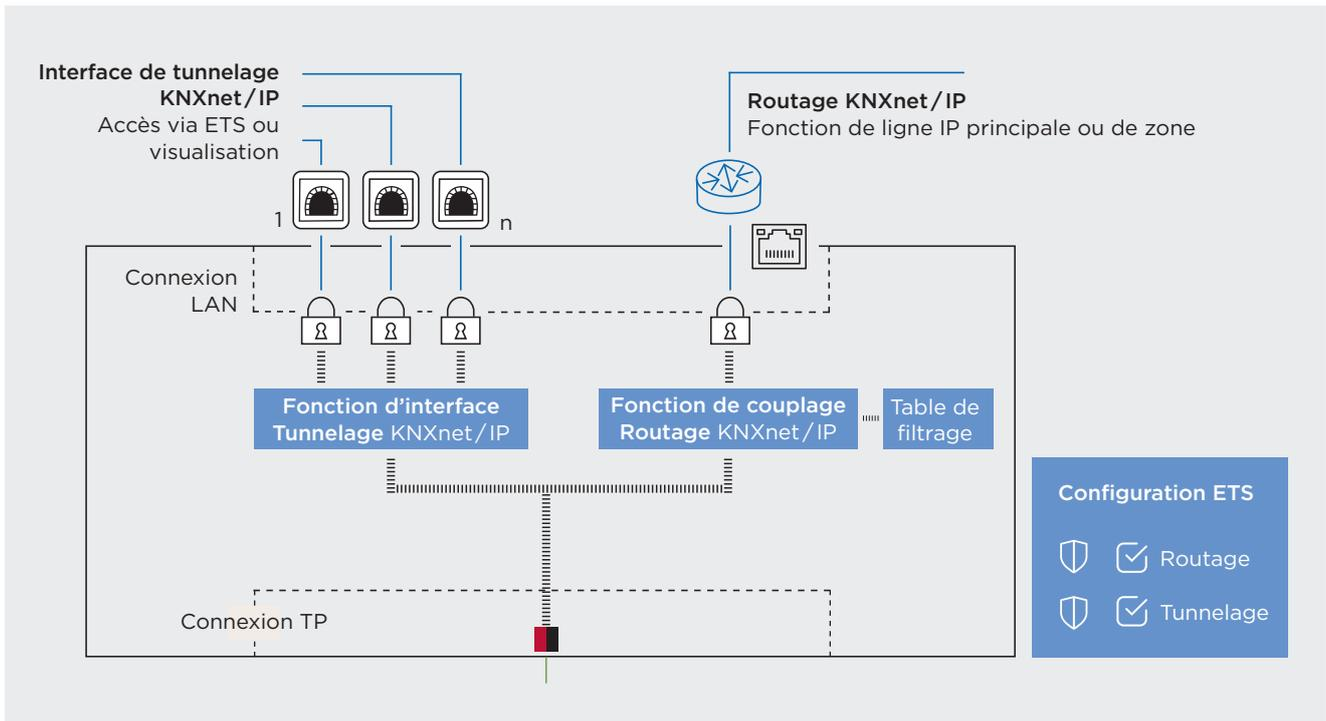 Interface de tunnelage
KNXnet/IP
Accès via ETS ou
visualisation
Routage KNXnet/IP
Fonction de ligne IP principale ou de zone
1
n
Connexion
LAN
Fonction d'interface
Tunnelage KNXnet/IP
Fonction de couplage
Routage KNXnet/IP
Table de
filtrage
Configuration ETS
Routage
Tunnelage
Connexion TP